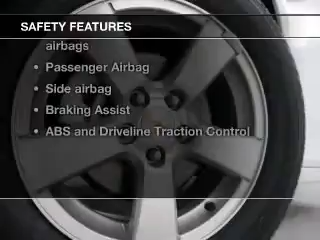 SAFETY FEATURES
airbags
• Passenger Airbag
• Side airbag
• Braking Assist
• ABS and Driveline Traction Control